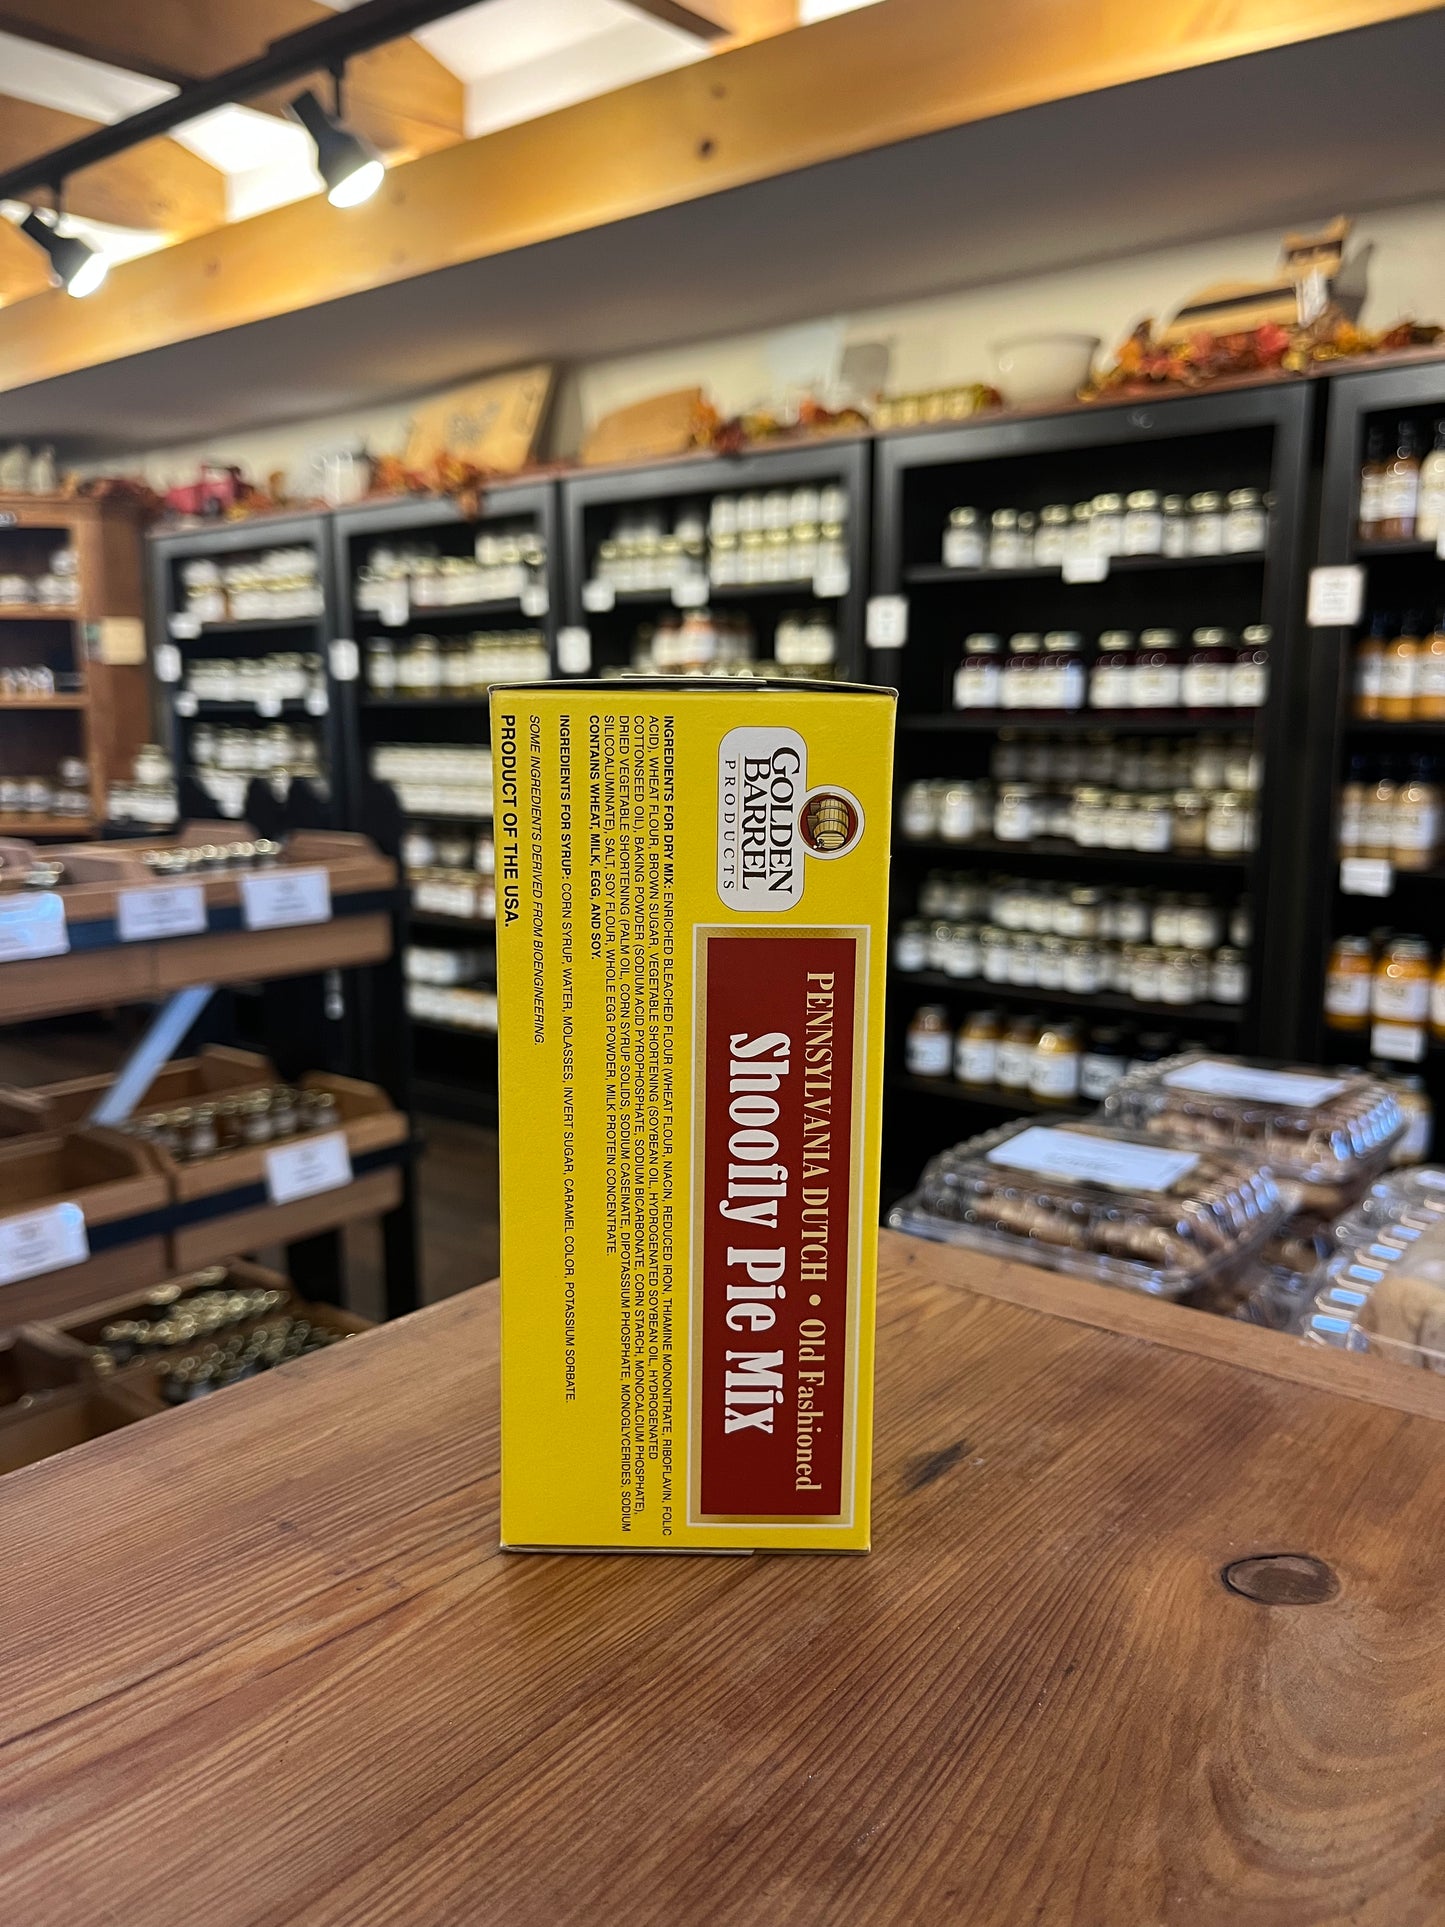 GOLDEN
BARREL
PRODUCTS
PENNSYLVANIA DUTCH • Old Fashioned
Shoofly Pie Mix
INGREDIENTS FOR DRY MIX: ENRICHED BLEACHED FLOUR (WHEAT FLOUR, NIACIN, REDUCED IRON, THIAMINE MONONITRATE, RIBOFLAVIN, FOLIC
ACID), WHEAT FLOUR, BROWN SUGAR, VEGETABLE SHORTENING (SOYBEAN OIL, HYDROGENATED SOYBEAN OIL, HYDROGENATED
COTTONSEED OIL), BAKING POWDER (SODIUM ACID PYROPHOSPHATE, SODIUM BICARBONATE, CORN STARCH, MONOCALCIUM PHOSPHATE),
DRIED VEGETABLE SHORTENING (PALM OIL, CORN SYRUP SOLIDS, SODIUM CASEINATE, DIPOTASSIUM PHOSPHATE, MONOGLYCERIDES, SODIUM
SILICOALUMINATE), SALT, SOY FLOUR, WHOLE EGG POWDER, MILK PROTEIN CONCENTRATE.
CONTAINS WHEAT, MILK, EGG, AND SOY.
INGREDIENTS FOR SYRUP: CORN SYRUP, WATER, MOLASSES, INVERT SUGAR, CARAMEL COLOR, POTASSIUM SORBATE.
SOME INGREDIENTS DERIVED FROM BIOENGINEERING.
PRODUCT OF THE USA.